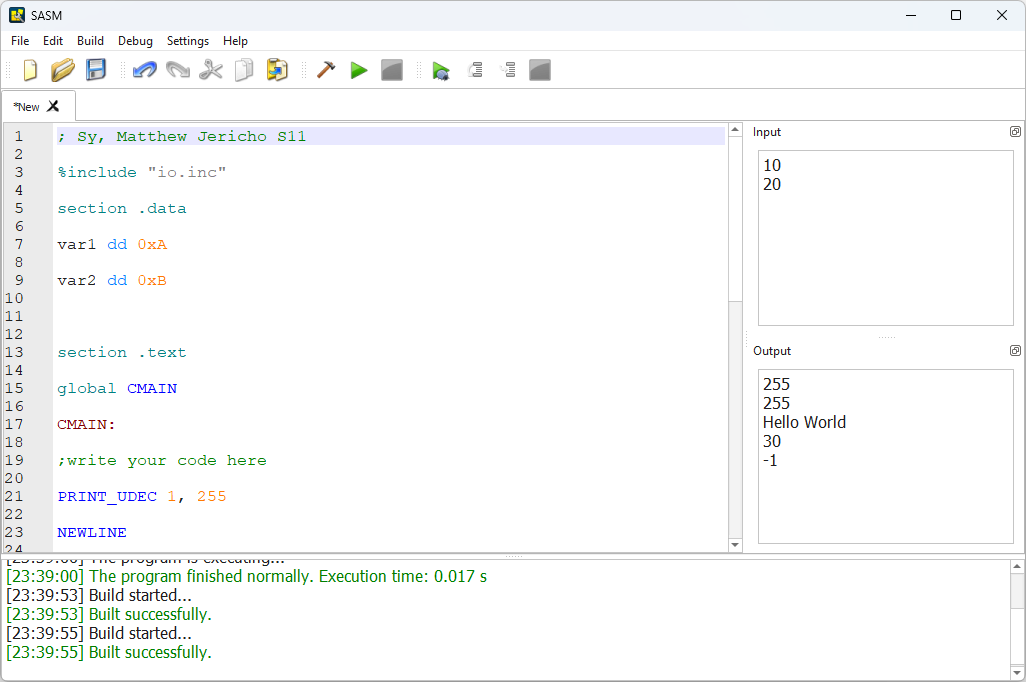 SASM
File Edit Build Debug Settings Help
*New
1 ; Sy, Matthew Jericho S11
2
3 %include "io.inc"
4
5 section .data
6
7 var1 dd 0xA
8
9 var2 dd 0xB
10
11
12
13 section .text
14
15 global CMAIN
16
17 CMAIN:
18
19 ;write your code here
20
21 PRINT_UDEC 1, 255
22
23 NEWLINE
24
Input
10
20
Output
255
255
Hello World
30
-1
[23:39:00] The program is executing...
[23:39:00] The program finished normally. Execution time: 0.017 s
[23:39:53] Build started...
[23:39:53] Built successfully.
[23:39:55] Build started...
[23:39:55] Built successfully.